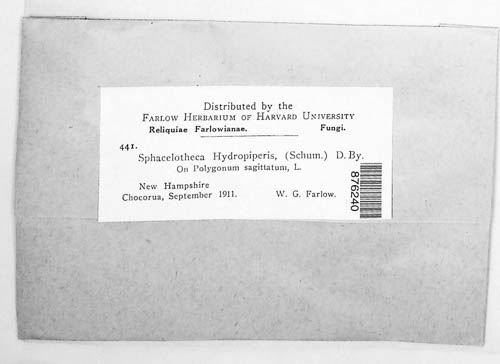 Distributed by the
FARLOW HERBARIUM OF HARVARD UNIVERSITY
Reliquiae Farlowianae. Fungi.
441.
Sphacelotheca Hydropiperis, (Schum.) D. By.
On Polygonum sagittatum, L.
New Hampshire
Chocorua, September 1911. W. G. Farlow.
876240